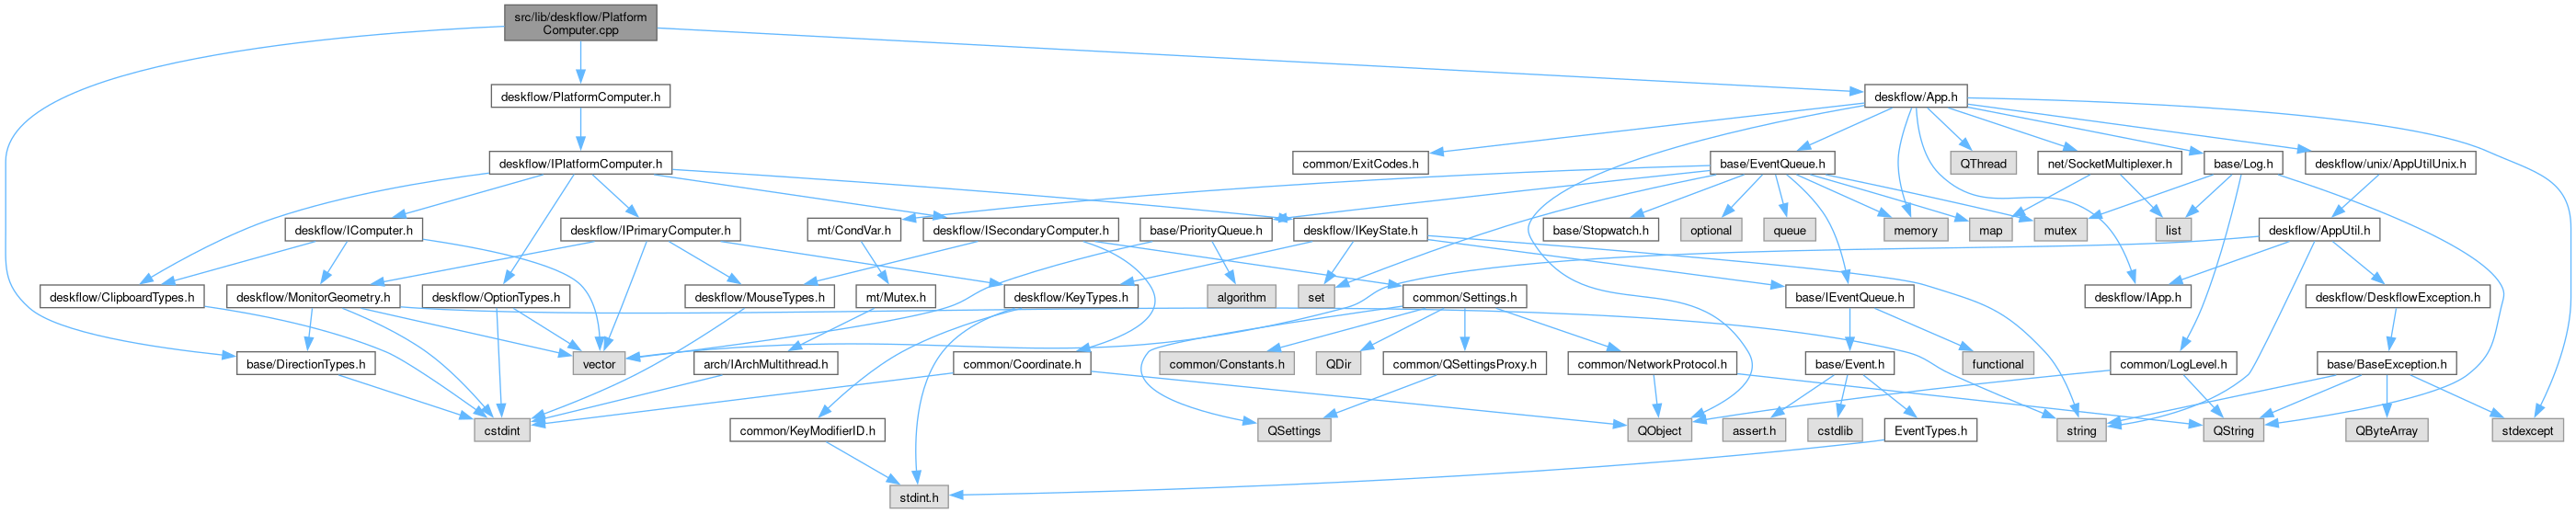 src/lib/deskflow/Platform
Computer.cpp
deskflow/PlatformComputer.h
deskflow/App.h
deskflow/IPlatformComputer.h
common/ExitCodes.h
base/EventQueue.h
QThread
net/SocketMultiplexer.h
base/Log.h
deskflow/unix/AppUtilUnix.h
deskflow/IComputer.h
deskflow/IPrimaryComputer.h
mt/CondVar.h
deskflow/ISecondaryComputer.h
base/PriorityQueue.h
deskflow/IKeyState.h
base/Stopwatch.h
optional
queue
memory
map
mutex
list
deskflow/AppUtil.h
deskflow/ClipboardTypes.h
deskflow/MonitorGeometry.h
deskflow/OptionTypes.h
deskflow/MouseTypes.h
mt/Mutex.h
deskflow/KeyTypes.h
algorithm
set
common/Settings.h
base/IEventQueue.h
deskflow/IApp.h
deskflow/DeskflowException.h
base/DirectionTypes.h
vector
arch/IArchMultithread.h
common/Coordinate.h
common/Constants.h
QDir
common/QSettingsProxy.h
common/NetworkProtocol.h
base/Event.h
functional
common/LogLevel.h
base/BaseException.h
cstdint
common/KeyModifierID.h
QSettings
QObject
assert.h
cstdlib
EventTypes.h
string
QString
QByteArray
stdexcept
stdint.h